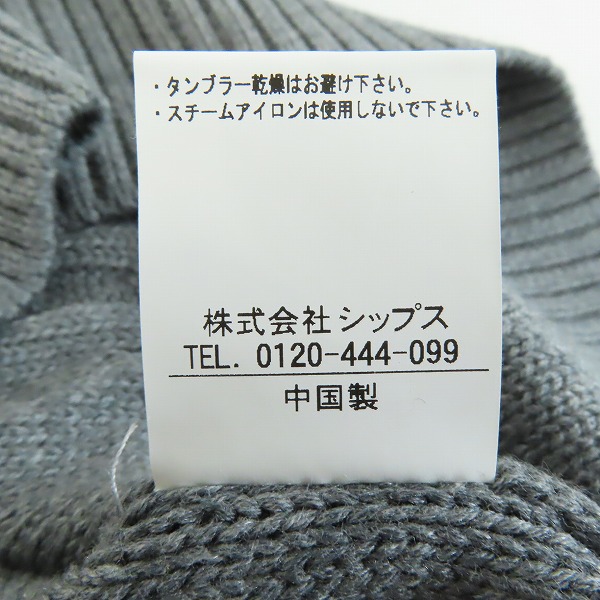 ・タンブラー乾燥はお避け下さい。
・スチームアイロンは使用しないで下さい。
株式会社 シップス
TEL. 0120-444-099
中国製